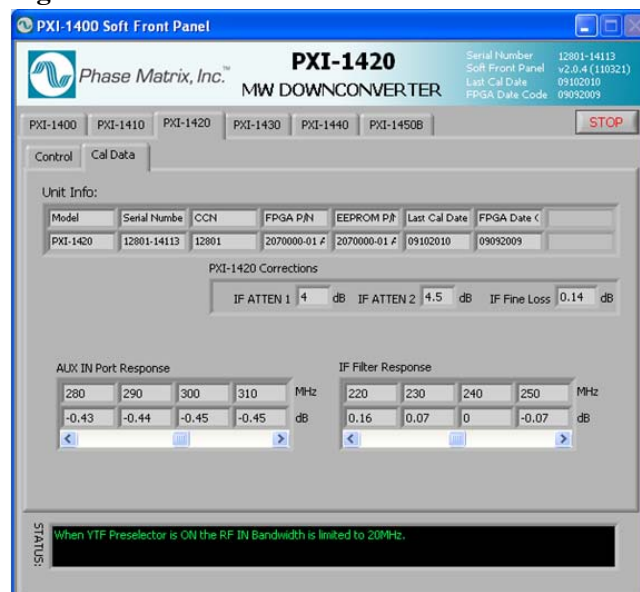 PXI-1400 Soft Front Panel
Phase Matrix, Inc.™
PXI-1420
MW DOWNCONVERTER
Serial Number 12801-14113
Soft Front Panel v2.0.4 (110321)
Last Cal Date 09102010
FPGA Date Code 09092009
PXI-1400 PXI-1410 PXI-1420 PXI-1430 PXI-1440 PXI-1450B STOP
Control Cal Data
Unit Info:
Model Serial Numbe CCN FPGA P/N EEPROM P/ Last Cal Date FPGA Date
PXI-1420 12801-14113 12801 2070000-01 2070000-01 09102010 09092009
PXI-1420 Corrections
IF ATTEN 1 4 dB IF ATTEN 2 4.5 dB IF Fine Loss 0.14 dB
AUX IN Port Response
280 290 300 310 MHz
-0.43 -0.44 -0.45 -0.45 dB
IF Filter Response
220 230 240 250 MHz
0.16 0.07 0 -0.07 dB
STATUS:
When YTF Preselector is ON the RF IN Bandwidth is limited to 20MHz.